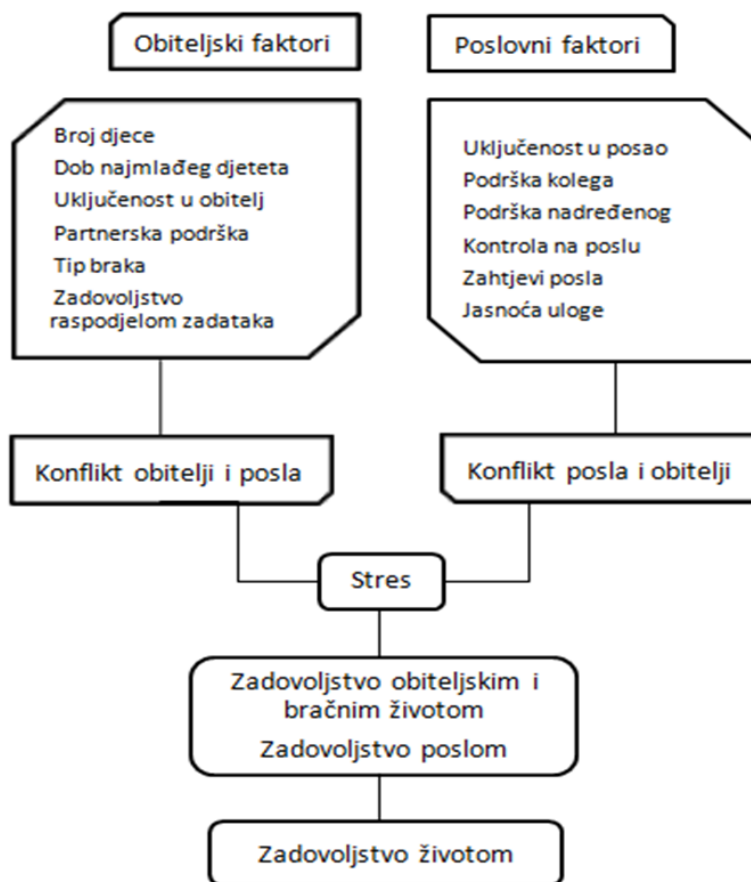 Obiteljski faktori
Poslovni faktori
Broj djece
Dob najmlađeg djeteta
Uključenost u obitelj
Partnerska podrška
Tip braka
Zadovoljstvo
raspodjelom zadataka
Uključenost u posao
Podrška kolega
Podrška nadređenog
Kontrola na poslu
Zahtjevi posla
Jasnoća uloge
Konflikt obitelji i posla
Konflikt posla i obitelji
Stres
Zadovoljstvo obiteljskim i
bračnim životom
Zadovoljstvo poslom
Zadovoljstvo životom